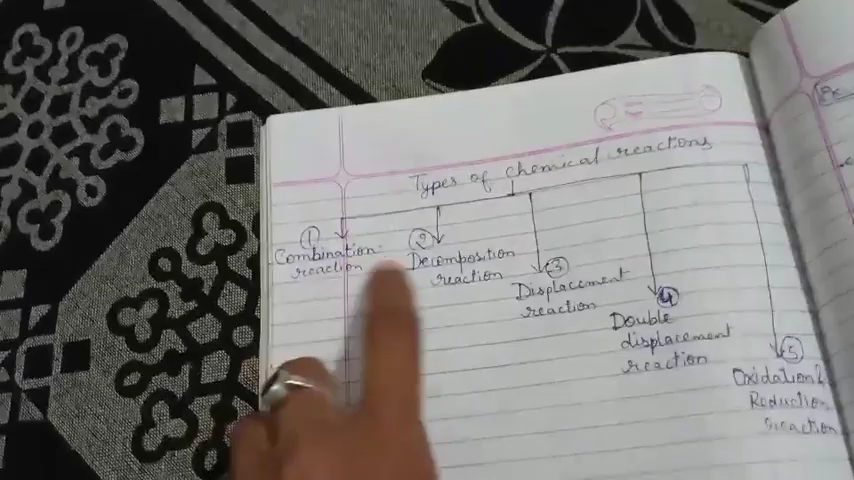 Types of chemical reactions
①
Combination
reaction
②
Decomposition
reaction
③
Displacement
reaction
④
Double
displacement
reaction
⑤
Oxidation &
Reduction
reaction